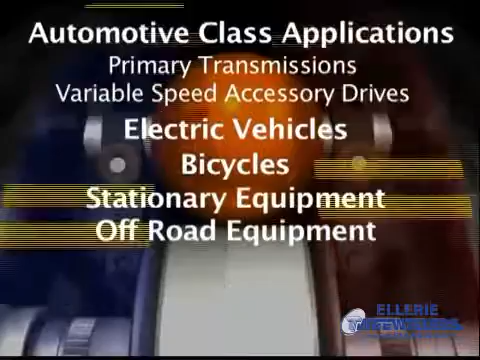 Automotive Class Applications
Primary Transmissions
Variable Speed Accessory Drives
Electric Vehicles
Bicycles
Stationary Equipment
Off Road Equipment
ELLERIE